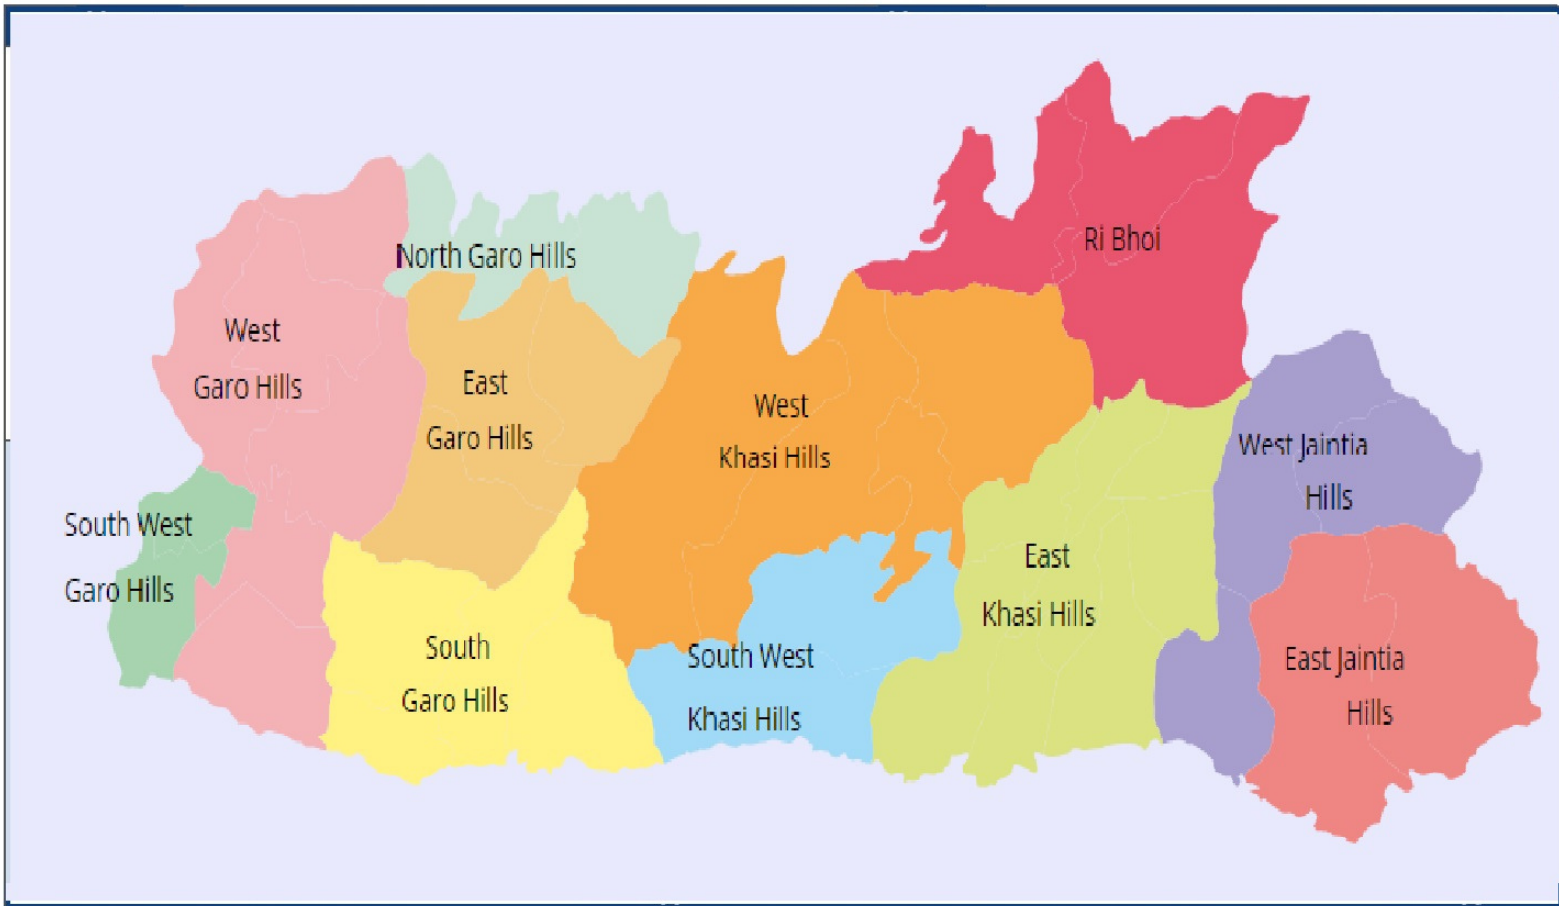 Ri Bhoi
North Garo Hills
West
Garo Hills
East
Garo Hills
West
Khasi Hills
West Jaintia
Hills
South West
Garo Hills
East
Khasi Hills
South
Garo Hills
South West
Khasi Hills
East Jaintia
Hills